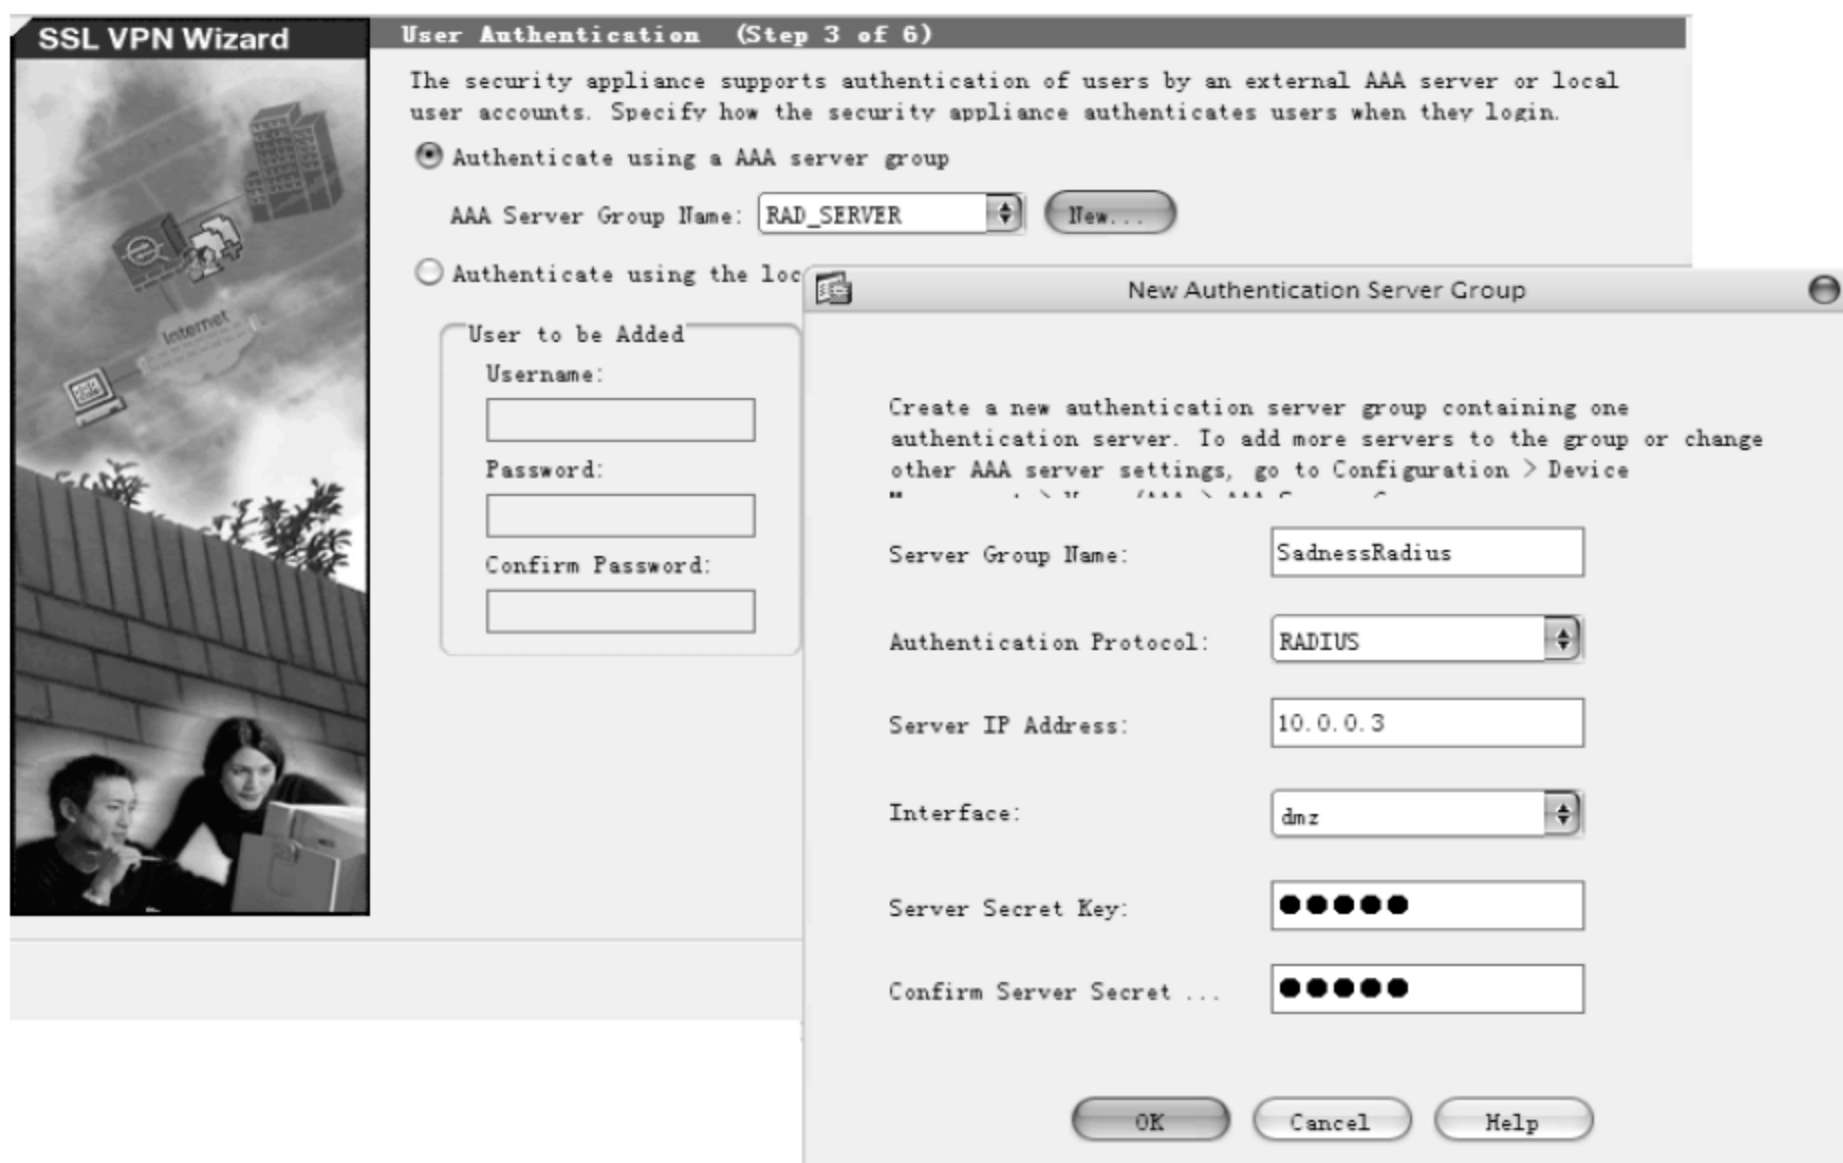 SSL VPN Wizard
User Authentication (Step 3 of 6)
The security appliance supports authentication of users by an external AAA server or local
user accounts. Specify how the security appliance authenticates users when they login.
Authenticate using a AAA server group
AAA Server Group Name: RAD_SERVER New...
Authenticate using the loc
User to be Added
Username:
Password:
Confirm Password:
Internet
New Authentication Server Group
Create a new authentication server group containing one
authentication server. To add more servers to the group or change
other AAA server settings, go to Configuration > Device
Server Group Name: SadnessRadius
Authentication Protocol: RADIUS
Server IP Address: 10.0.0.3
Interface: dmz
Server Secret Key: ●●●●●
Confirm Server Secret ... ●●●●●
OK Cancel Help